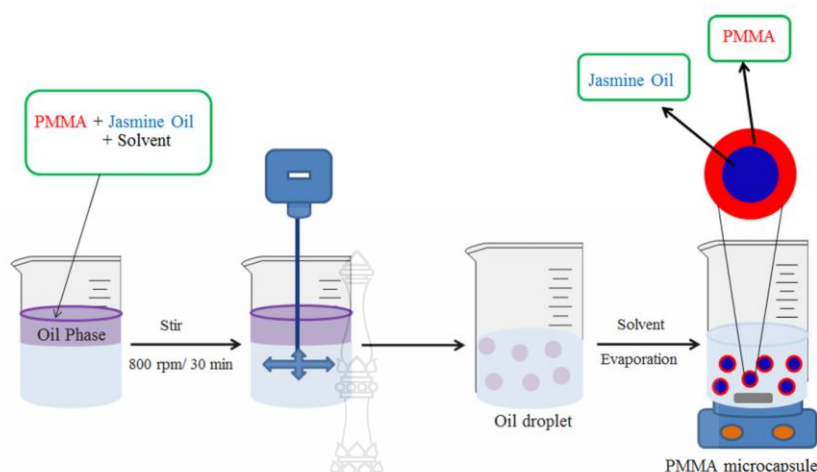 PMMA
Jasmine Oil
PMMA + Jasmine Oil
+ Solvent
Oil Phase
Stir
800 rpm/ 30 min
Solvent
Evaporation
Oil droplet
PMMA microcapsule